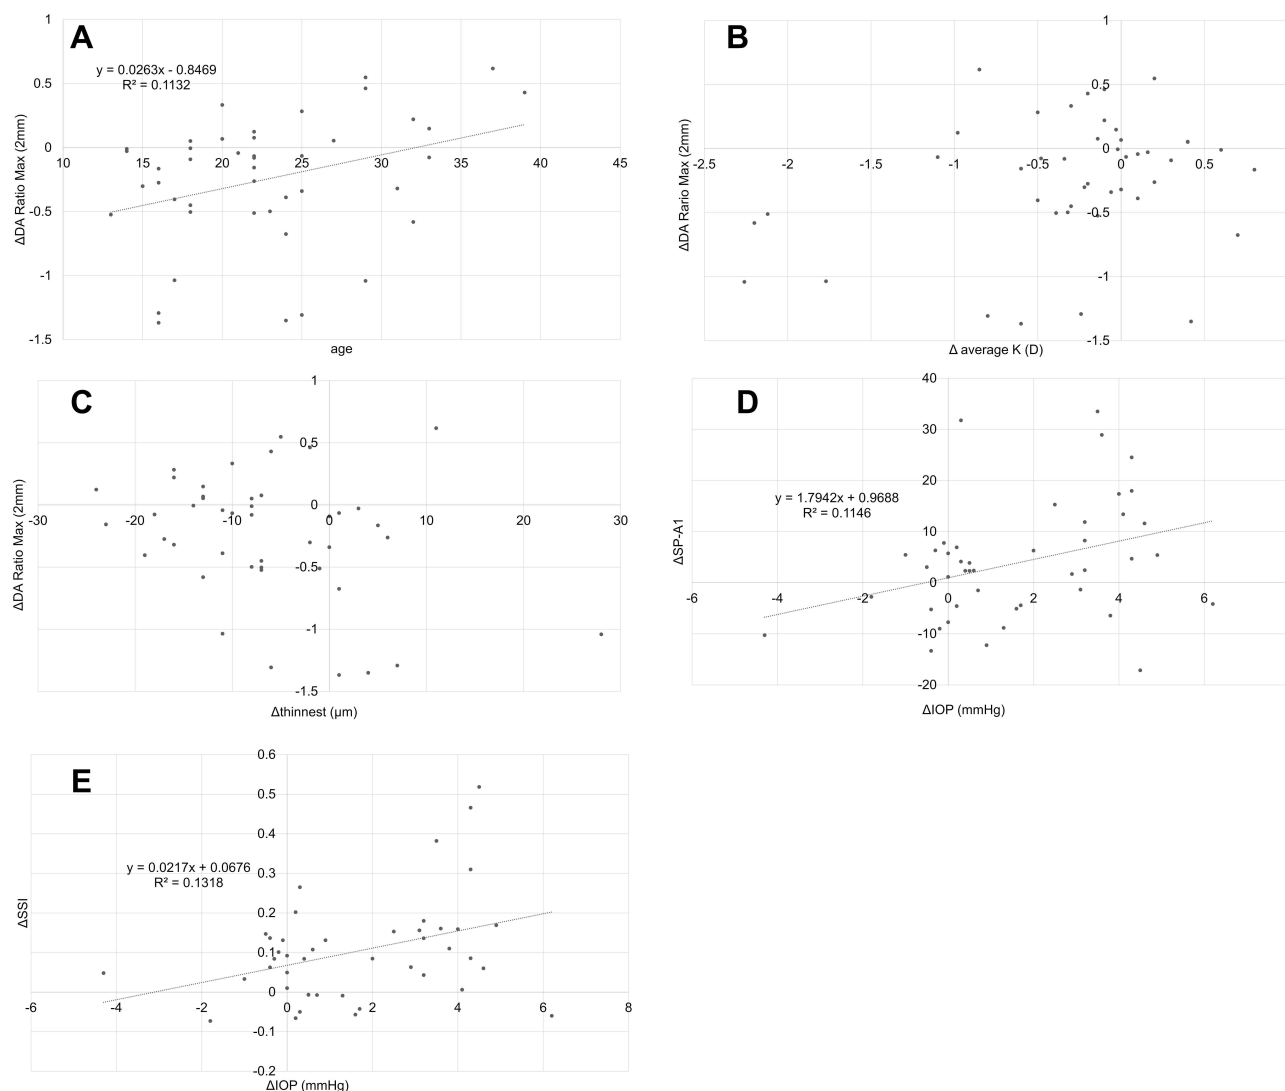 A
y = 0.0263x - 0.8469
R² = 0.1132
1
0.5
0
-0.5
-1
-1.5
10 15 20 25 30 35 40 45
ΔDA Ratio Max (2mm)
age
B
1
0.5
0
-0.5
-1
-1.5
-2.5 -2 -1.5 -1 -0.5 0 0.5
ΔDA Rario Max (2mm)
Δ average K (D)
C
1
0.5
0
-0.5
-1
-1.5
-30 -20 -10 0 10 20 30
ΔDA Ratio Max (2mm)
Δthinnest (μm)
D
y = 1.7942x + 0.9688
R² = 0.1146
40
30
20
10
0
-10
-20
-6 -4 -2 0 2 4 6
ΔSP-A1
ΔIOP (mmHg)
E
y = 0.0217x + 0.0676
R² = 0.1318
0.6
0.5
0.4
0.3
0.2
0.1
0
-0.1
-0.2
-6 -4 -2 0 2 4 6 8
ΔSSI
ΔIOP (mmHg)